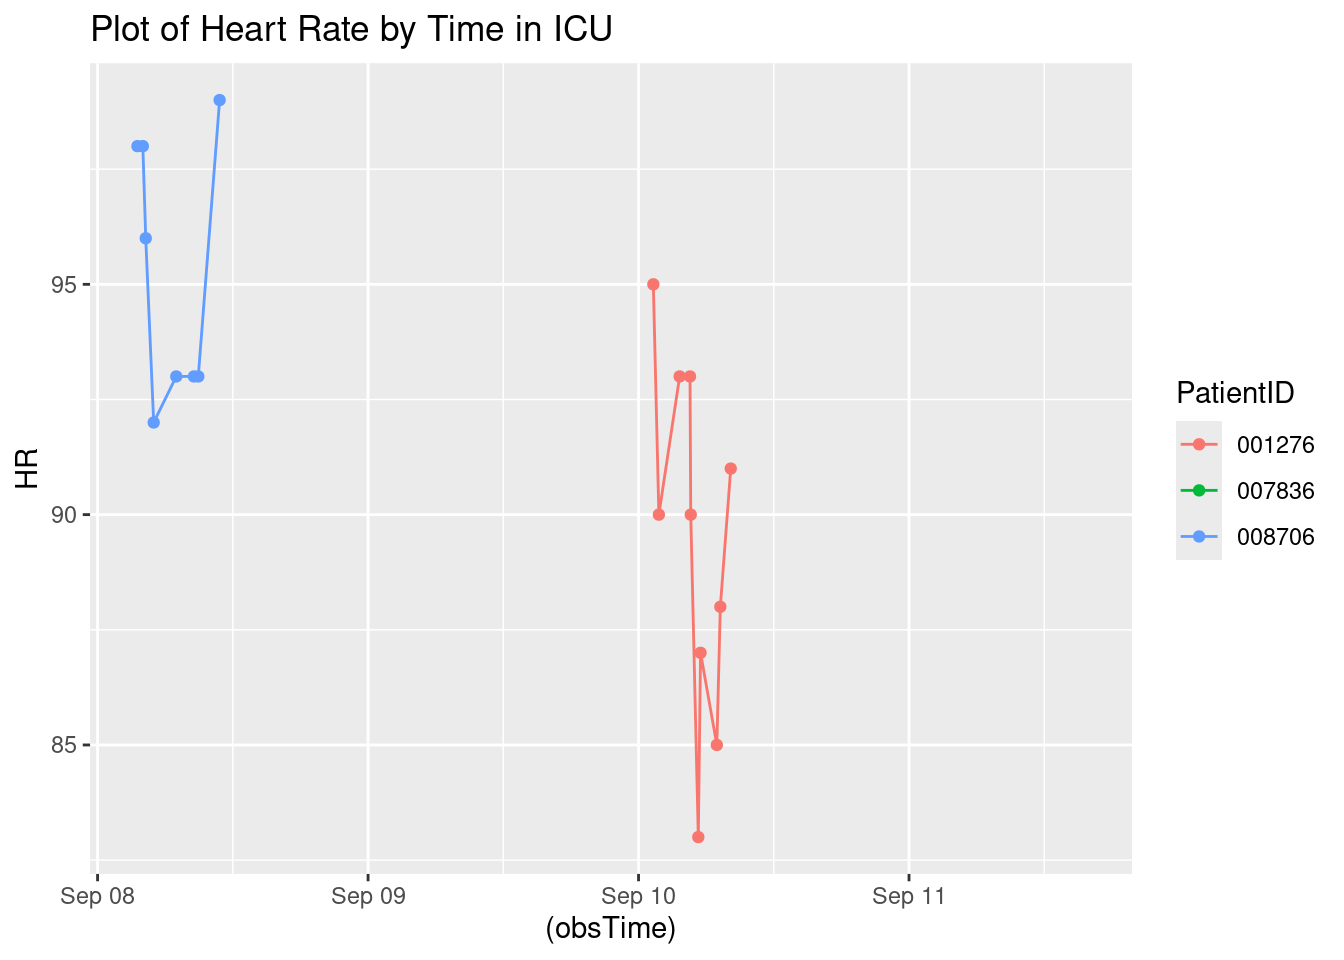 Plot of Heart Rate by Time in ICU
HR
95
90
85
Sep 08
Sep 09
Sep 10
Sep 11
(obsTime)
PatientID
001276
007836
008706